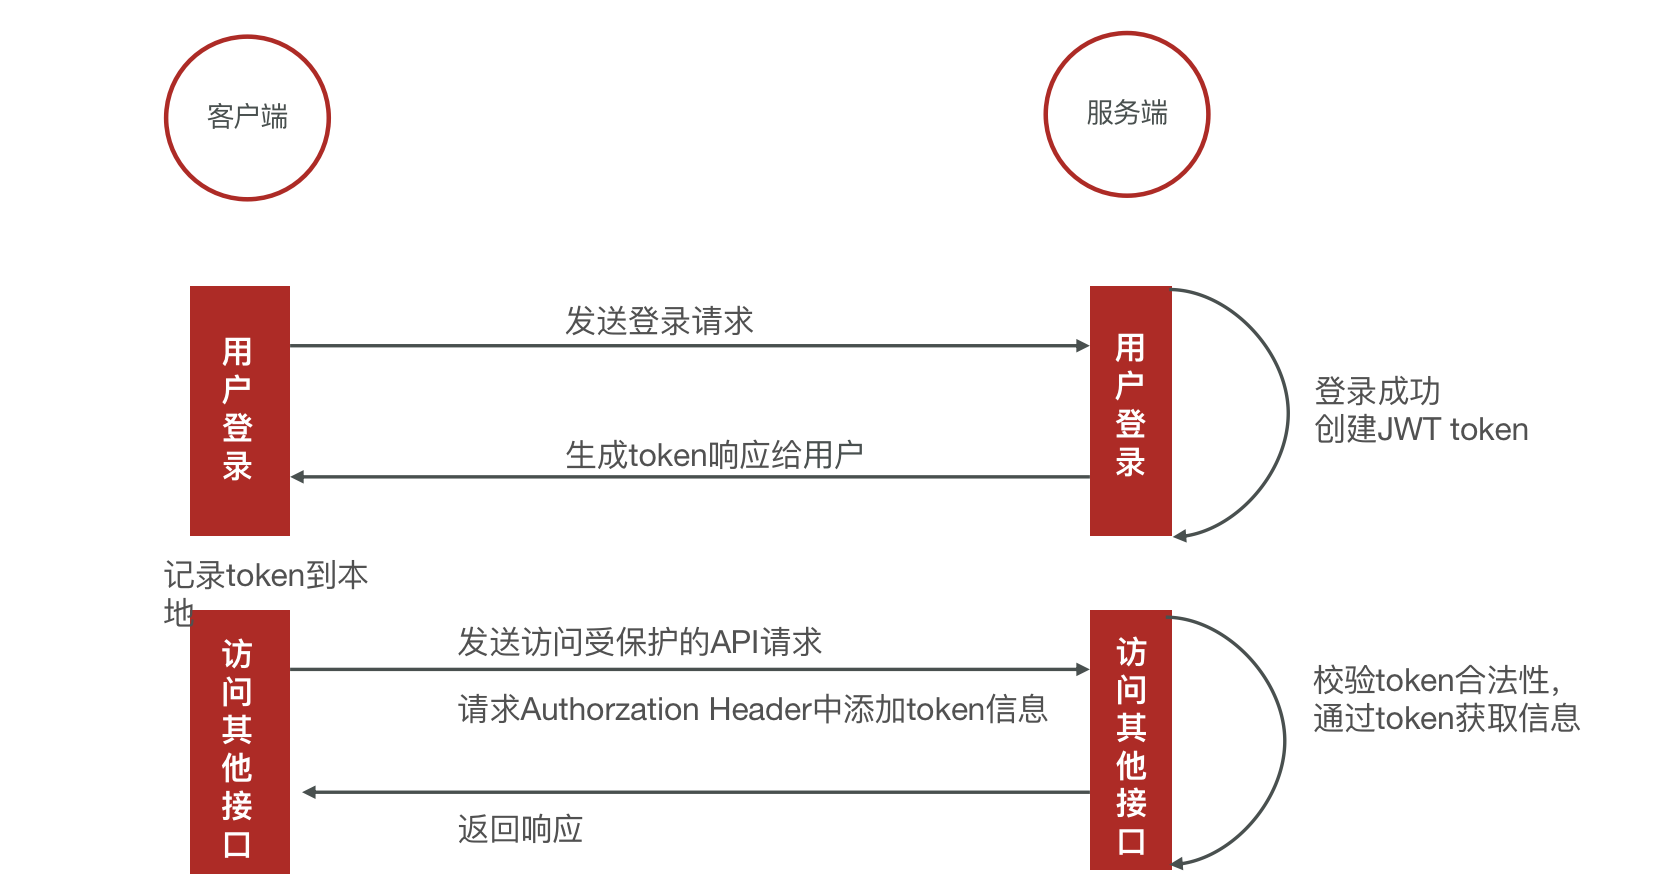 客户端
服务端
用户登录
发送登录请求
生成token响应给用户
用户登录
登录成功
创建JWT token
记录token到本
地
访问其他接口
发送访问受保护的API请求
请求Authorzation Header中添加token信息
返回响应
访问其他接口
校验token合法性,
通过token获取信息